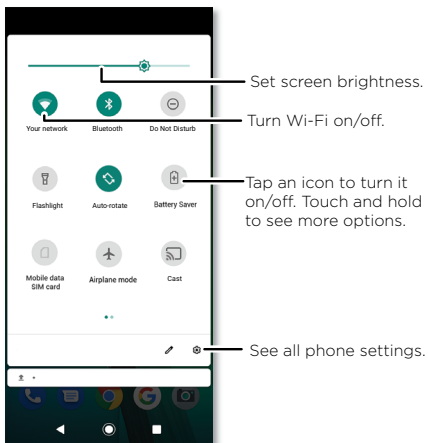 Set screen brightness.
Turn Wi-Fi on/off.
Your network
Bluetooth
Do Not Disturb
Tap an icon to turn it
on/off. Touch and hold
to see more options.
Flashlight
Auto-rotate
Battery Saver
Mobile data
SIM card
Airplane mode
Cast
See all phone settings.